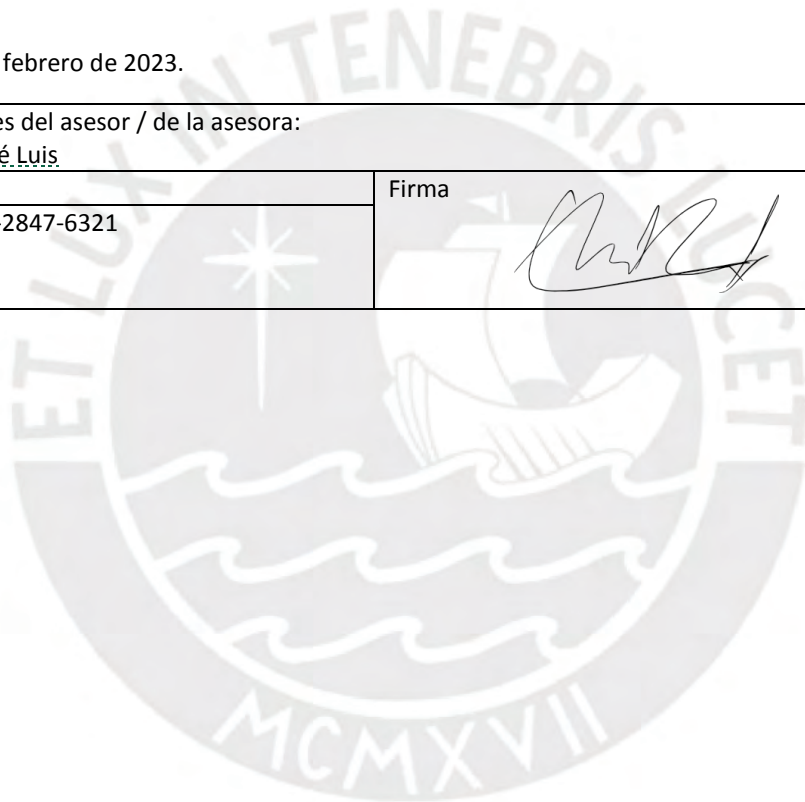 febrero de 2023.
es del asesor / de la asesora:
é Luis
Firma
-2847-6321
ET LUX IN TENEBRIS LUCET
MCMXVII